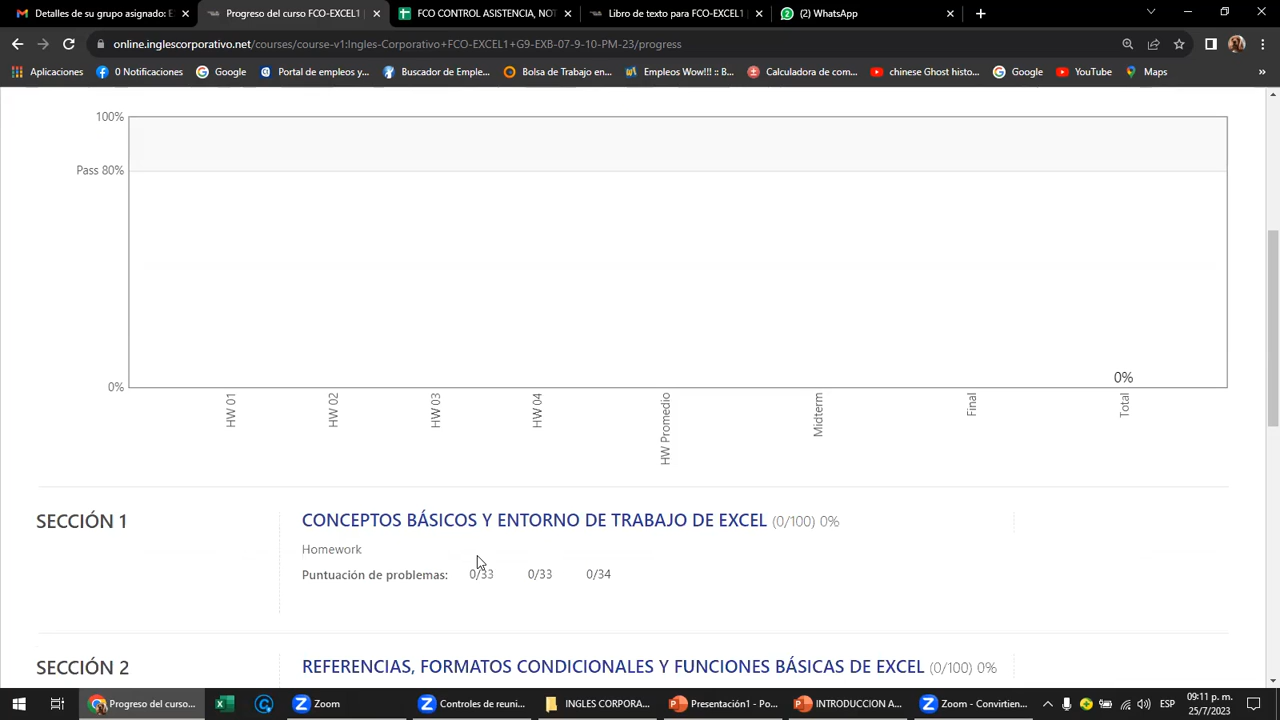 Detalles de su grupo asignado: E
Progreso del curso FCO-EXCEL1
FCO CONTROL ASISTENCIA, NOT
Libro de texto para FCO-EXCEL1
(2) WhatsApp
online.inglescorporativo.net/courses/course-v1:Ingles-Corporativo+FCO-EXCEL1+G9-EXB-07-9-10-PM-23/progress
Aplicaciones
0 Notificaciones
Google
Portal de empleos y...
Buscador de Emple...
Bolsa de Trabajo en...
Empleos Wow!!! :: B...
Calculadora de com...
chinese Ghost histo...
Google
YouTube
Maps
»
100%
Pass 80%
0%
0%
HW 01
HW 02
HW 03
HW 04
HW Promedio
Midterm
Final
Total
SECCIÓN 1
CONCEPTOS BÁSICOS Y ENTORNO DE TRABAJO DE EXCEL (0/100) 0%
Homework
Puntuación de problemas: 0/33 0/33 0/34
SECCIÓN 2
REFERENCIAS, FORMATOS CONDICIONALES Y FUNCIONES BÁSICAS DE EXCEL (0/100) 0%
Progreso del curso...
Zoom
Controles de reuni...
INGLES CORPORA...
Presentación1 - Po...
INTRODUCCION A...
Zoom - Convirtien...
ESP
09:11 p. m.
25/7/2023